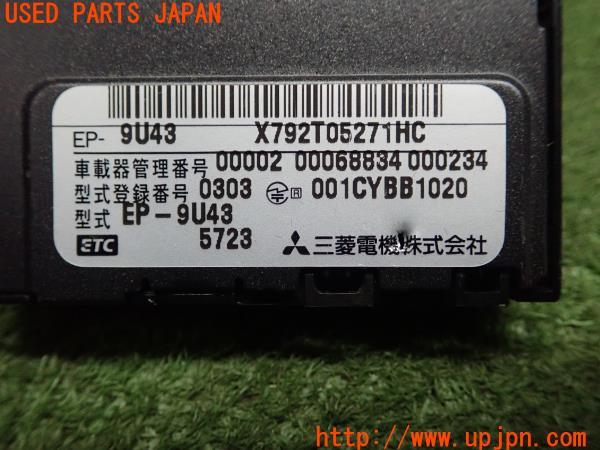 USED PARTS JAPAN
EP- 9U43 X792T05271HC
車載器管理番号 00002 00068834 000234
型式登録番号 0303 R 001CYBB1020
型式 EP-9U43
ETC 5723 三菱電機株式会社
http://www.upjpn.com/